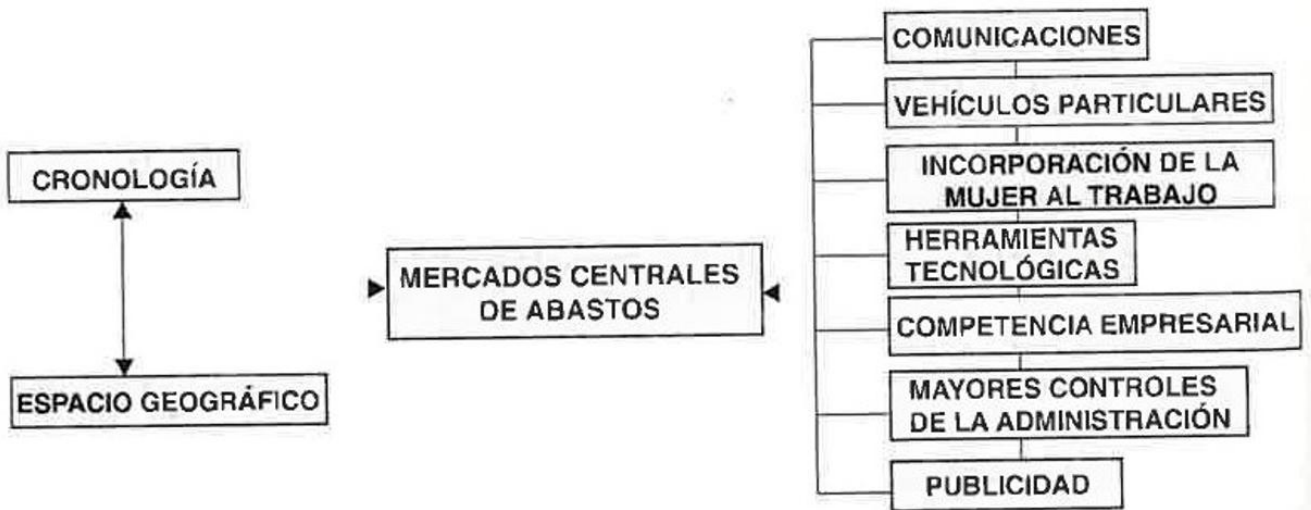 CRONOLOGÍA
ESPACIO GEOGRÁFICO
MERCADOS CENTRALES
DE ABASTOS
COMUNICACIONES
VEHÍCULOS PARTICULARES
INCORPORACIÓN DE LA
MUJER AL TRABAJO
HERRAMIENTAS
TECNOLÓGICAS
COMPETENCIA EMPRESARIAL
MAYORES CONTROLES
DE LA ADMINISTRACIÓN
PUBLICIDAD